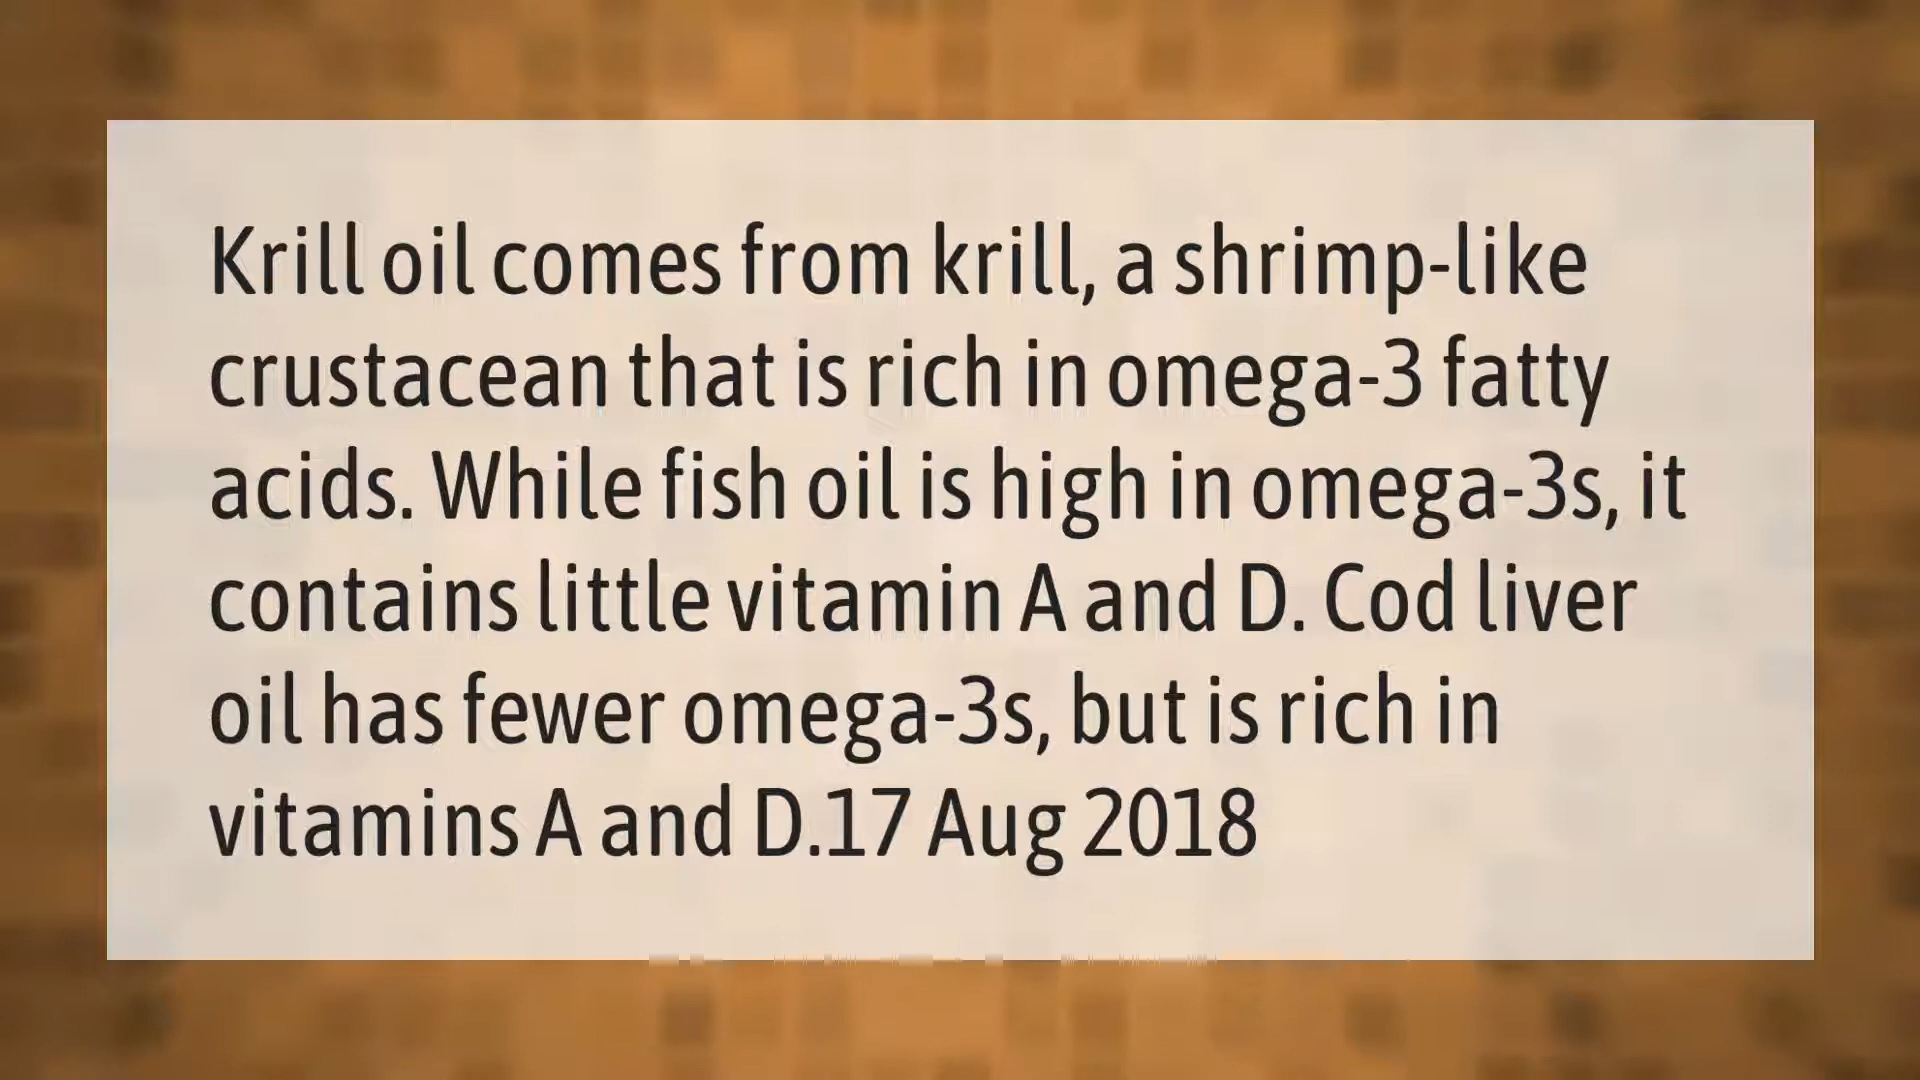 Krill oil comes from krill, a shrimp-like
crustacean that is rich in omega-3 fatty
acids. While fish oil is high in omega-3s, it
contains little vitamin A and D. Cod liver
oil has fewer omega-3s, but is rich in
vitamins A and D.17 Aug 2018